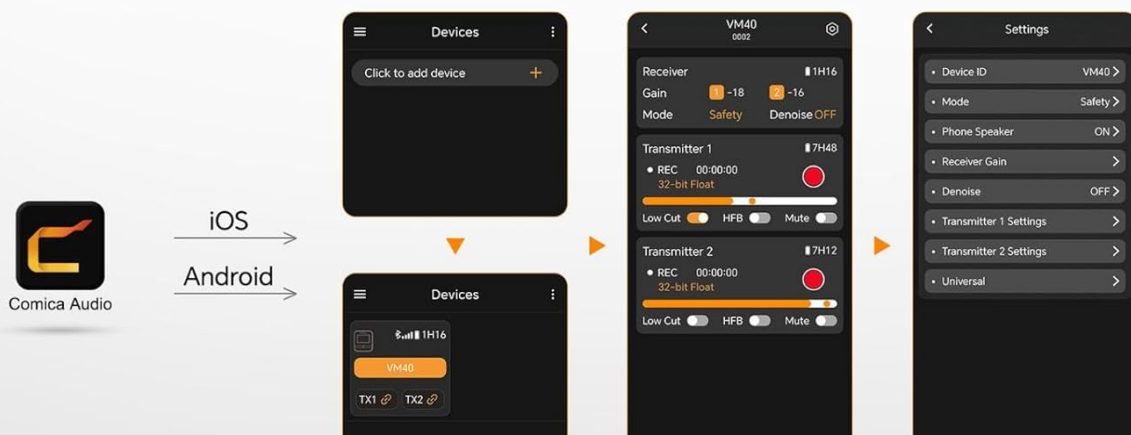 Comica Audio
iOS
Android
Devices
Click to add device +
Devices
1H16
VM40
TX1 TX2
VM40
0002
Receiver 1H16
Gain 1 -18 2 -16
Mode Safety Denoise OFF
Transmitter 1 7H48
REC 00:00:00
32-bit Float
Low Cut HFB Mute
Transmitter 2 7H12
REC 00:00:00
32-bit Float
Low Cut HFB Mute
Settings
• Device ID VM40 >
• Mode Safety >
• Phone Speaker ON >
• Receiver Gain >
• Denoise OFF >
• Transmitter 1 Settings >
• Transmitter 2 Settings >
• Universal >